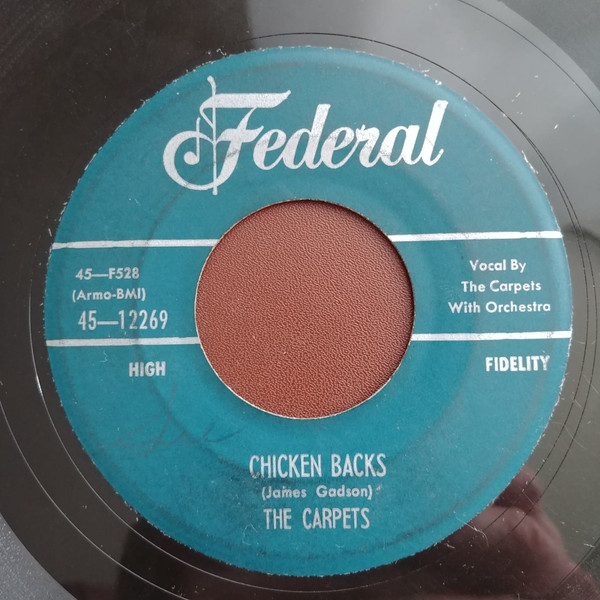 Federal
45—F528
(Armo-BMI)
45—12269
Vocal By
The Carpets
With Orchestra
HIGH
FIDELITY
CHICKEN BACKS
(James Gadson)
THE CARPETS